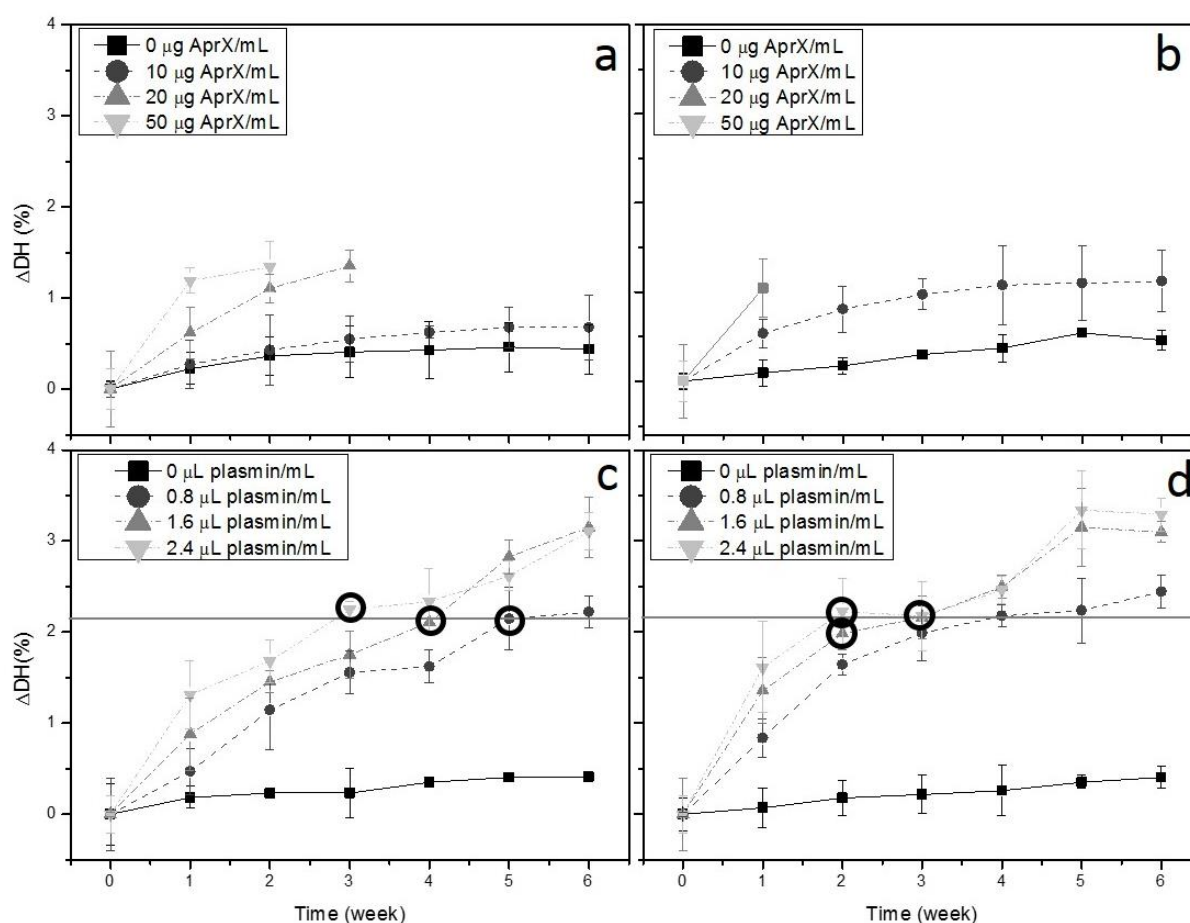 4
3
2
1
0
ΔDH (%)
0 μg AprX/mL
10 μg AprX/mL
20 μg AprX/mL
50 μg AprX/mL
a
0 μg AprX/mL
10 μg AprX/mL
20 μg AprX/mL
50 μg AprX/mL
b
4
3
2
1
0
ΔDH(%)
0 μL plasmin/mL
0.8 μL plasmin/mL
1.6 μL plasmin/mL
2.4 μL plasmin/mL
c
0 1 2 3 4 5 6
Time (week)
0 μL plasmin/mL
0.8 μL plasmin/mL
1.6 μL plasmin/mL
2.4 μL plasmin/mL
d
0 1 2 3 4 5 6
Time (week)